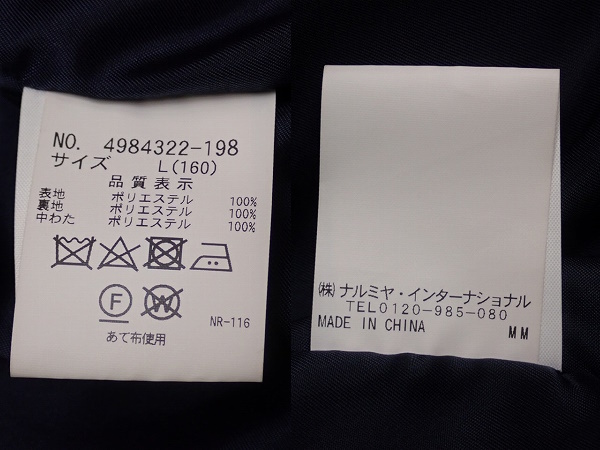 NO. 4984322-198
サイズ L(160)
品質表示
表地 ポリエステル 100%
裏地 ポリエステル 100%
中わた ポリエステル 100%
F W
NR-116
あて布使用
(株)ナルミヤ・インターナショナル
TEL0120-985-080
MADE IN CHINA MM